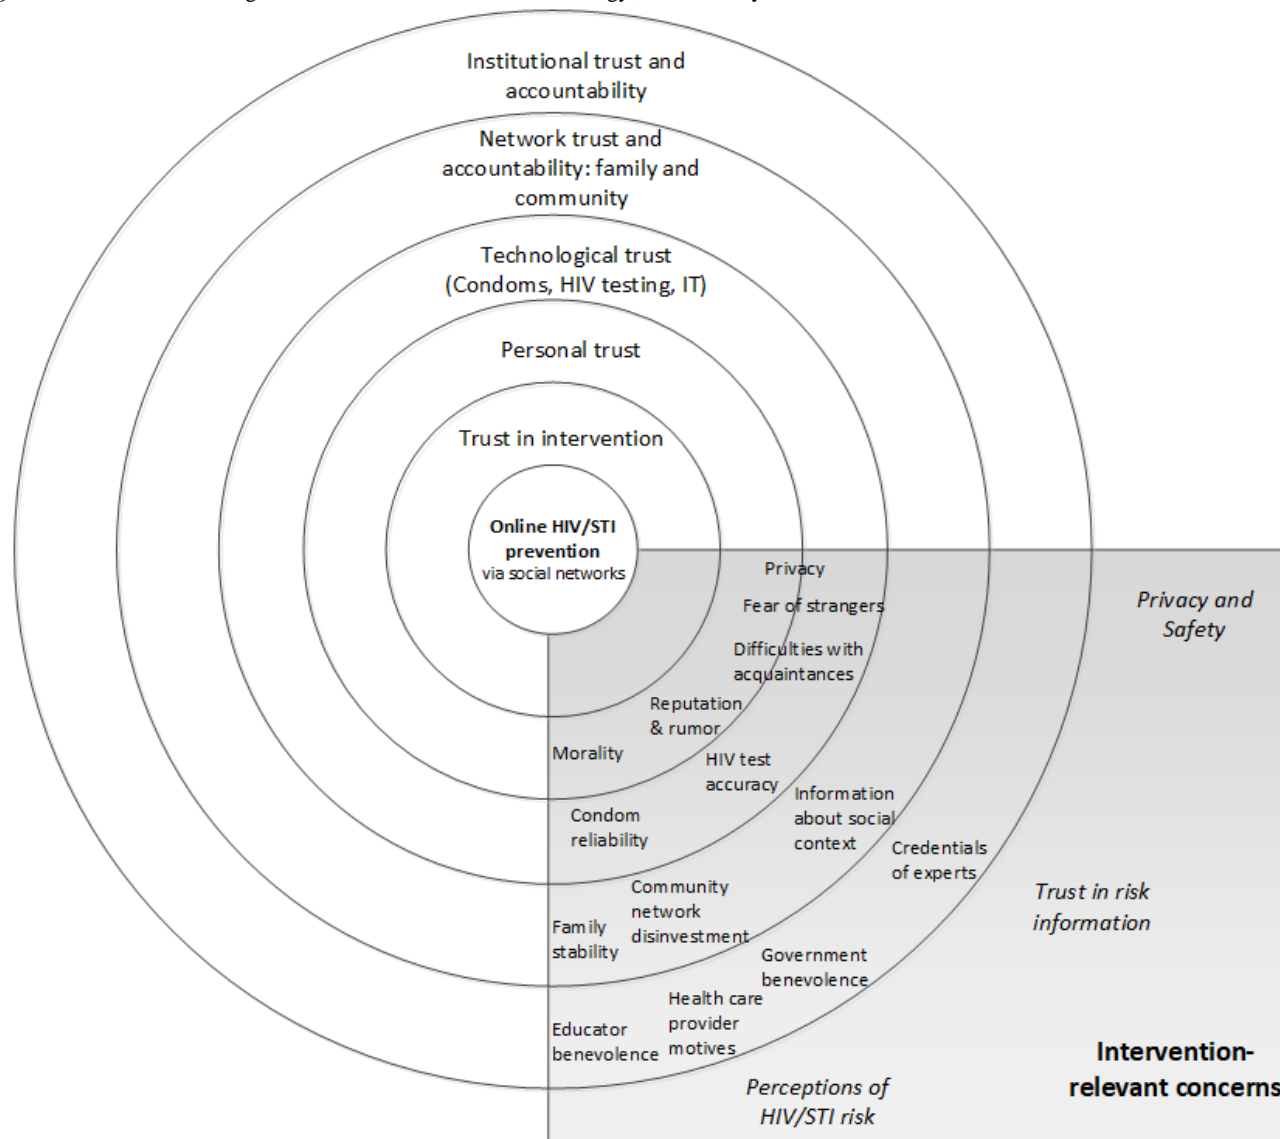 Institutional trust and
accountability
Network trust and
accountability: family and
community
Technological trust
(Condoms, HIV testing, IT)
Personal trust
Trust in intervention
Online HIV/STI
prevention
via social networks
Privacy
Fear of strangers
Difficulties with
acquaintances
Reputation
& rumor
Morality
HIV test
accuracy
Condom
reliability
Information
about social
context
Credentials
of experts
Community
network
disinvestment
Family
stability
Government
benevolence
Health care
provider
motives
Educator
benevolence
Privacy and
Safety
Trust in risk
information
Perceptions of
HIV/STI risk
Intervention-
relevant concerns